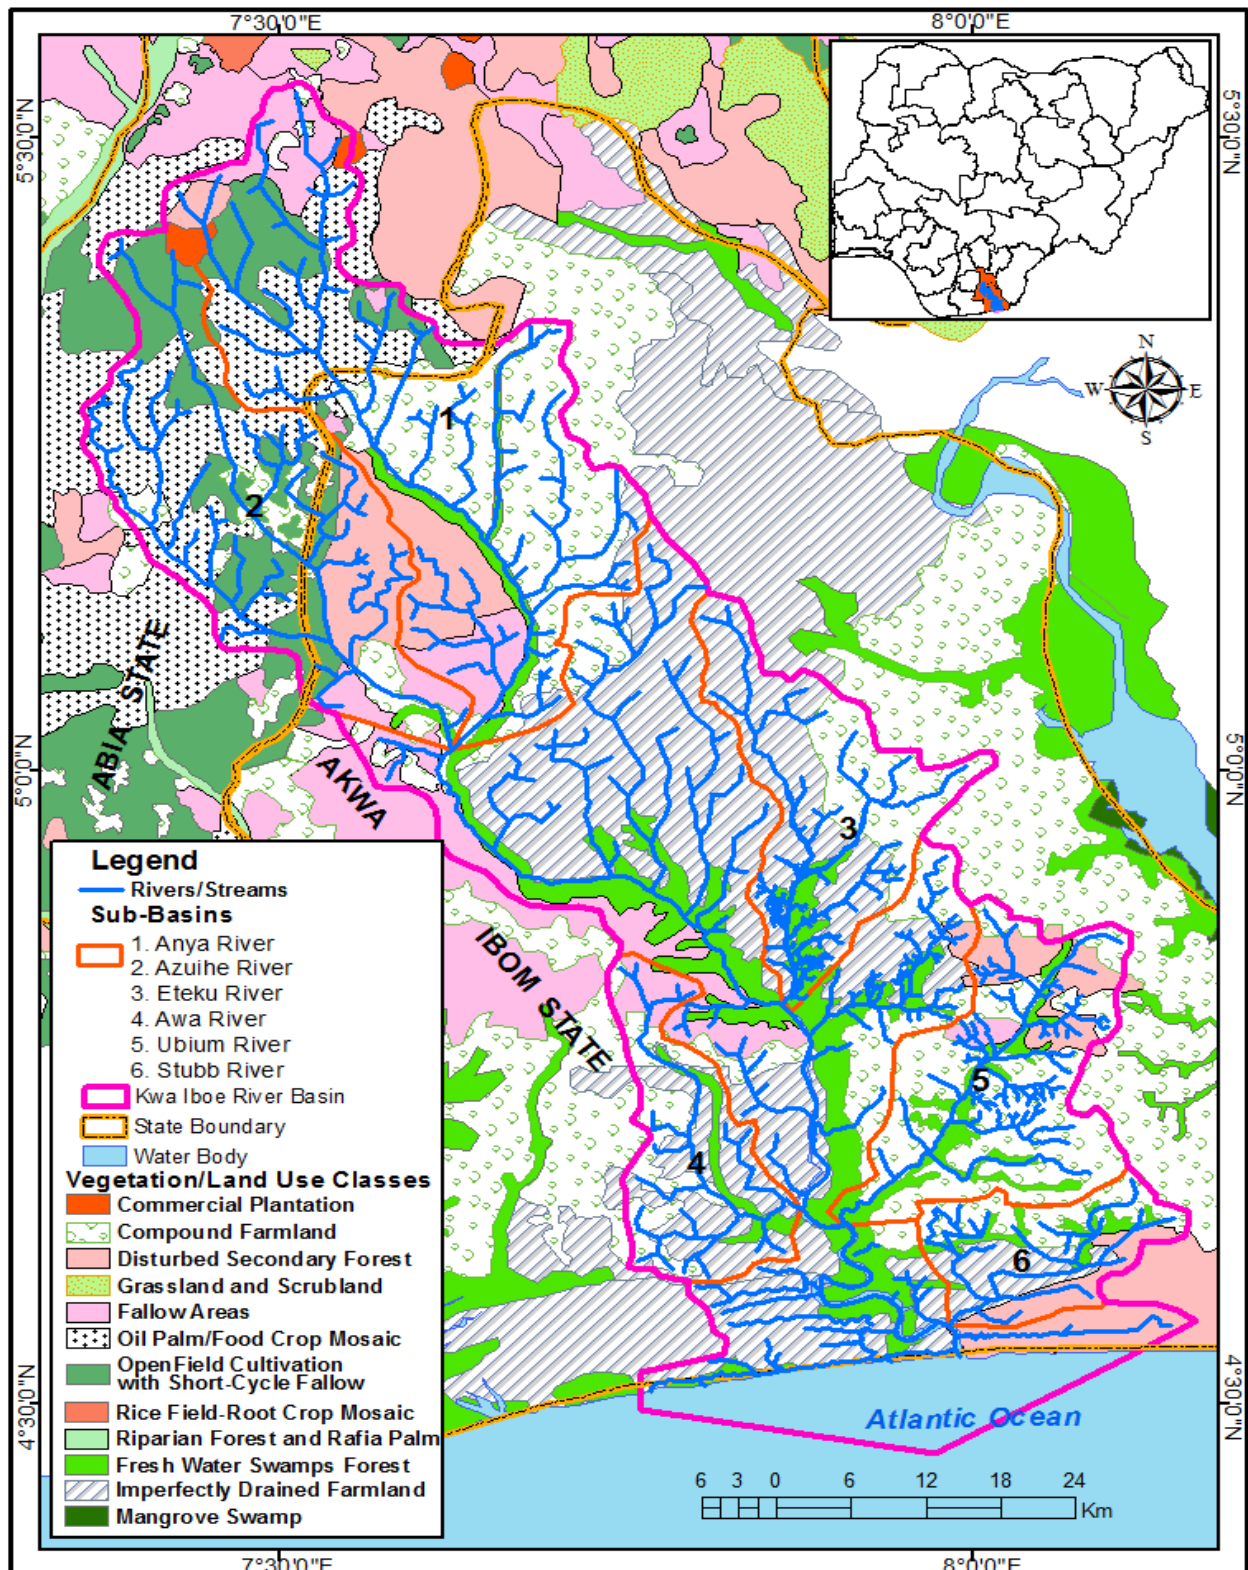 7°30'0"E
8°0'0"E
5°30'0"N
5°30'0"N
N
W
E
S
1
2
ABIA STATE
5°0'0"N
5°0'0"N
AKWA
3
IBOM STATE
Legend
Rivers/Streams
Sub-Basins
1. Anya River
2. Azuihe River
3. Eteku River
4. Awa River
5. Ubium River
6. Stubb River
Kwa Iboe River Basin
State Boundary
Water Body
Vegetation/Land Use Classes
Commercial Plantation
Compound Farmland
Disturbed Secondary Forest
Grassland and Scrubland
Fallow Areas
Oil Palm/Food Crop Mosaic
Open Field Cultivation
with Short-Cycle Fallow
Rice Field-Root Crop Mosaic
Riparian Forest and Rafia Palm
Fresh Water Swamps Forest
Imperfectly Drained Farmland
Mangrove Swamp
5
4
6
4°30'0"N
4°30'0"N
Atlantic Ocean
6 3 0 6 12 18 24
Km
7°30'0"E
8°0'0"E